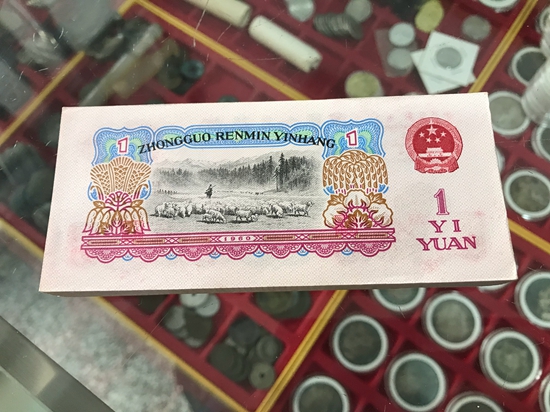 1
ZHONGGUO RENMIN YINHANG
1
1960
1
YI
YUAN